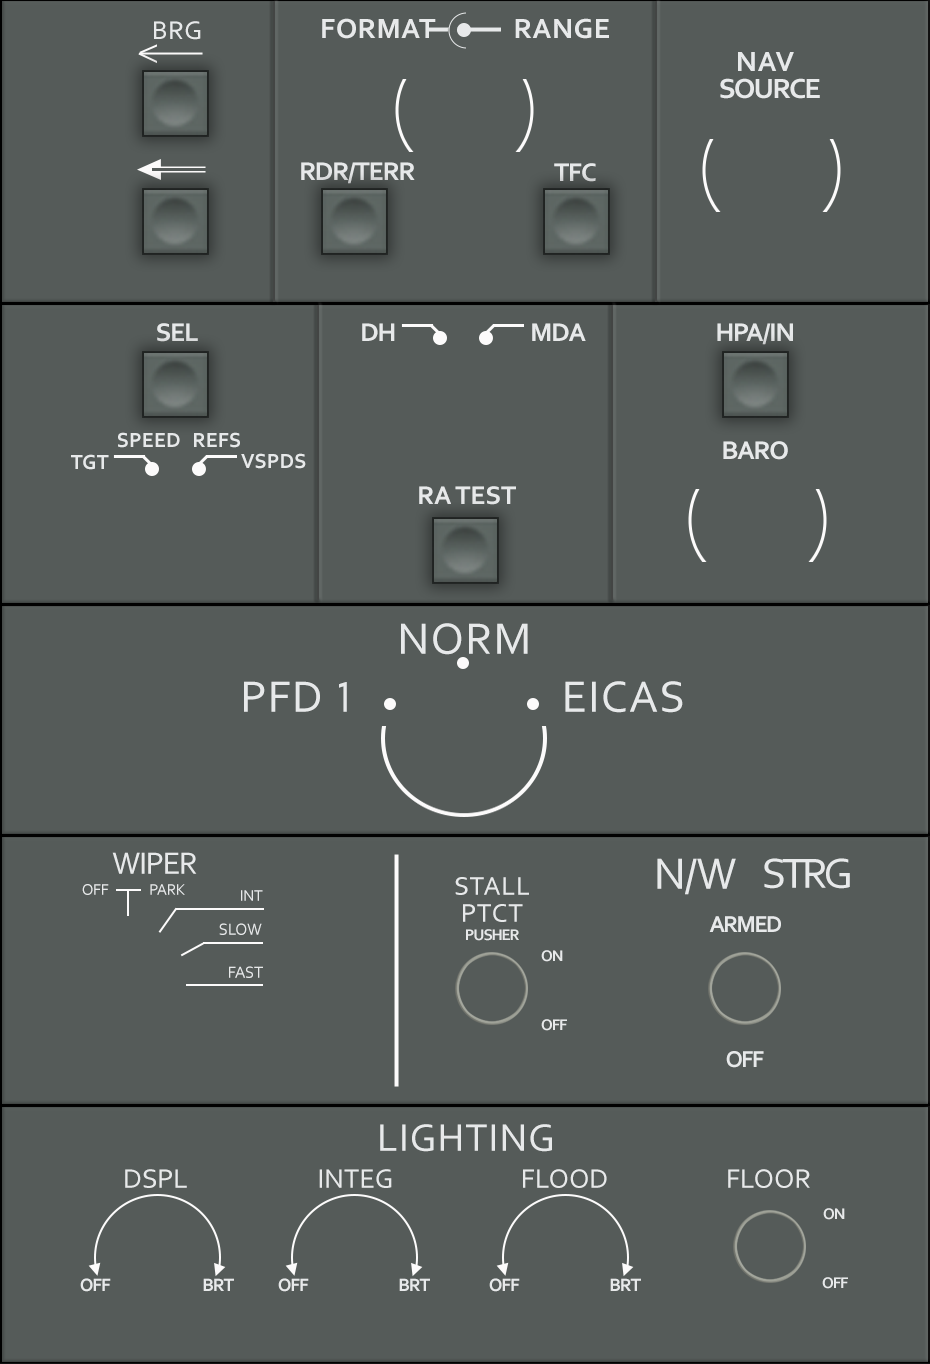 BRG
FORMAT RANGE
NAV
SOURCE
RDR/TERR TFC
SEL
DH MDA
HPA/IN
SPEED REFS
TGT VSPDS
BARO
RA TEST
NORM
PFD 1 EICAS
WIPER
OFF PARK
INT
SLOW
FAST
STALL
PTCT
PUSHER
ON
OFF
N/W STRG
ARMED
OFF
LIGHTING
DSPL INTEG FLOOD FLOOR
ON
OFF BRT OFF BRT OFF BRT OFF